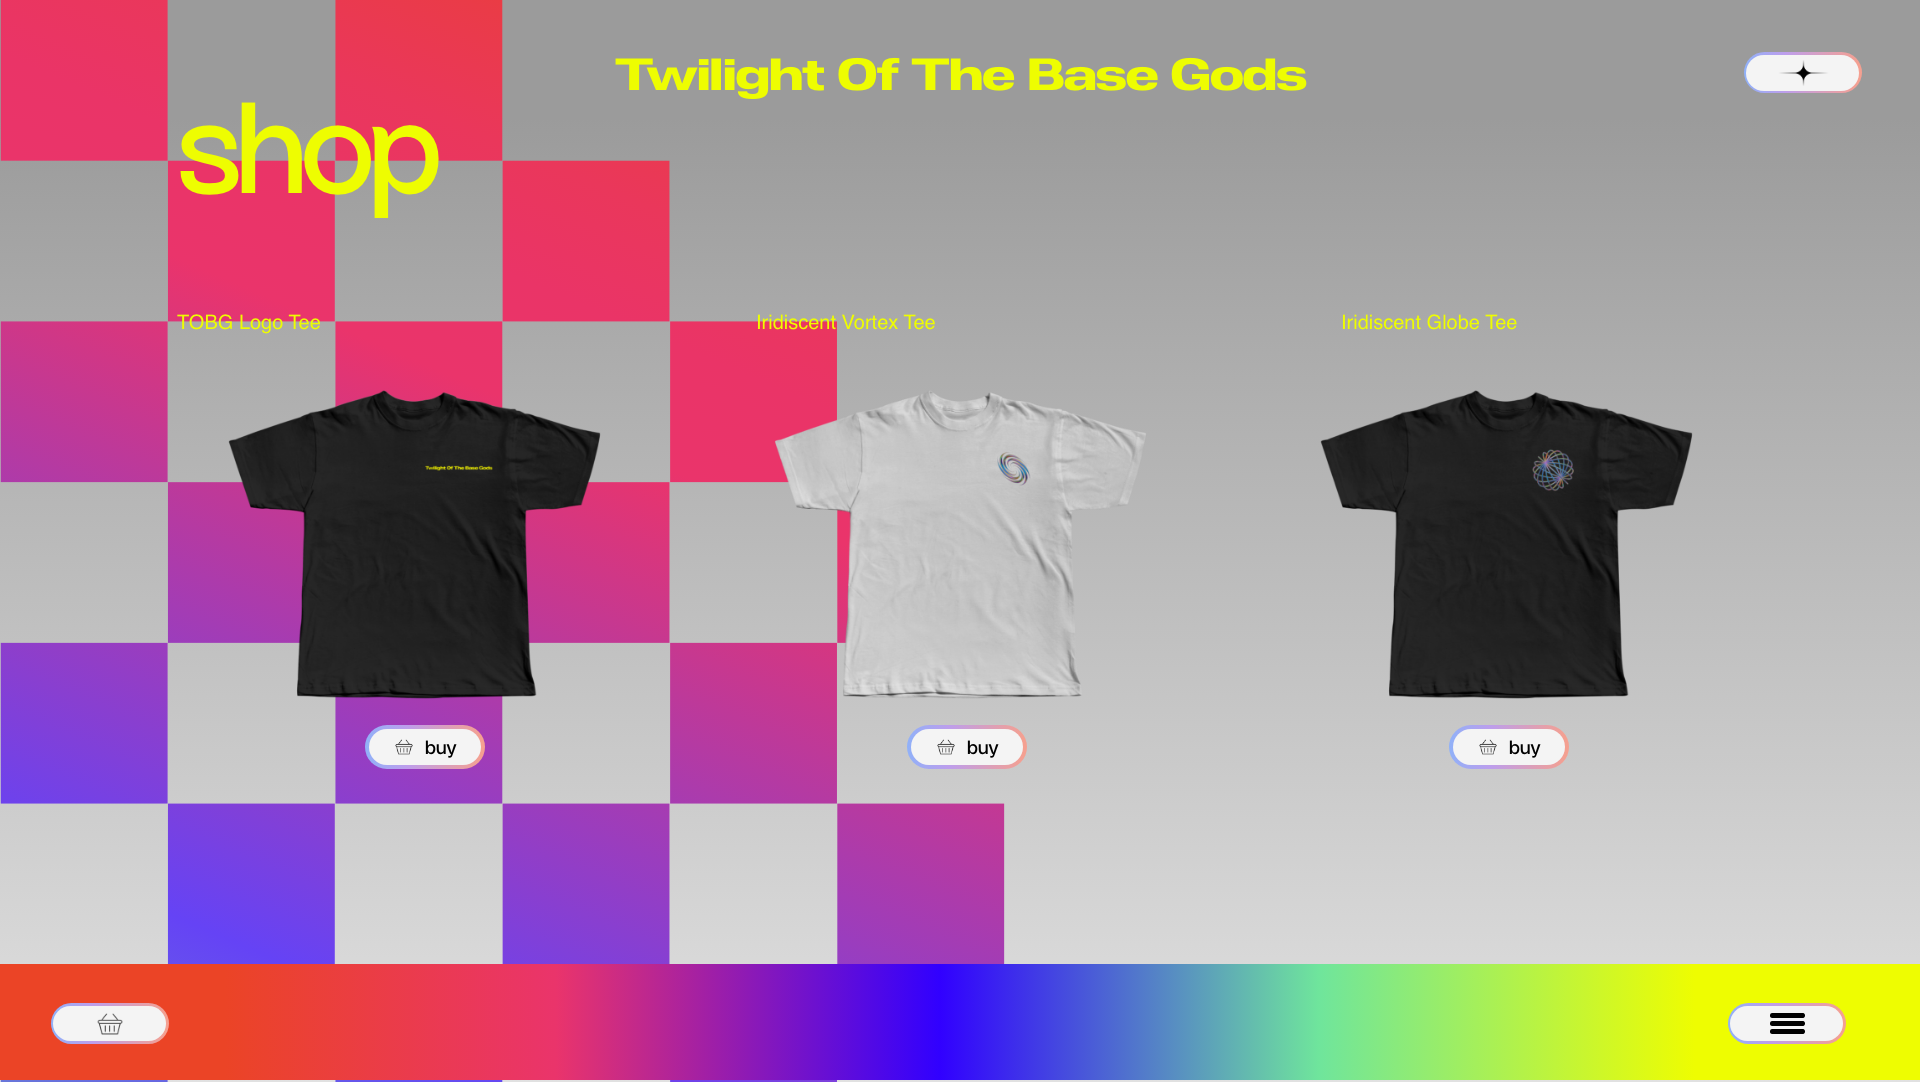 Twilight Of The Base Gods
shop
TOBG Logo Tee
Iridiscent Vortex Tee
Iridiscent Globe Tee
Twilight Of The Base Gods
buy
buy
buy